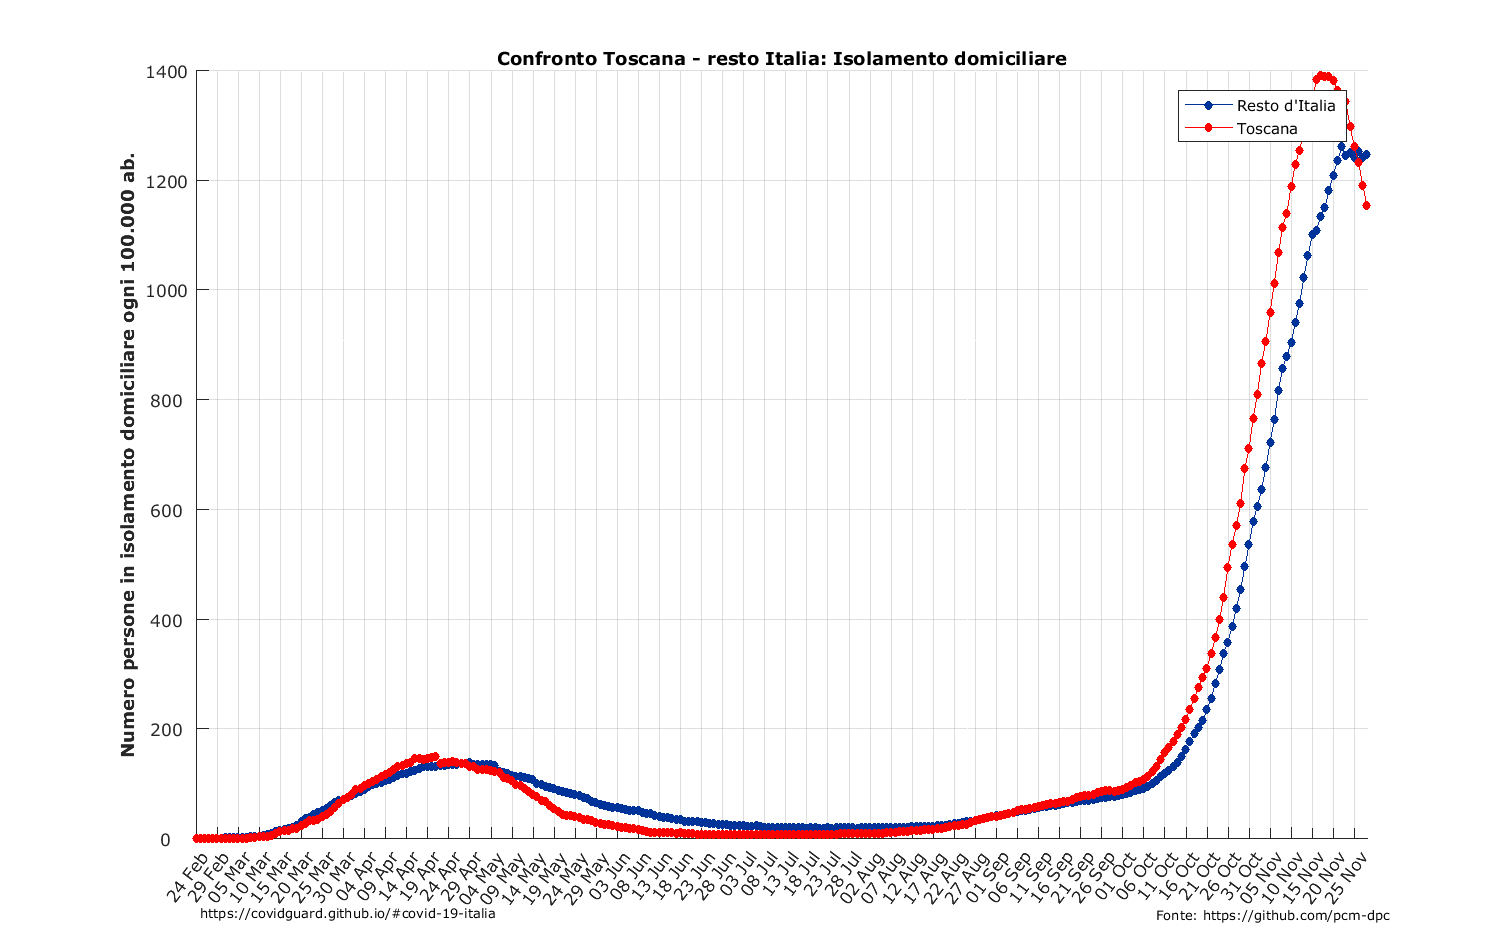 Confronto Toscana - resto Italia: Isolamento domiciliare
Numero persone in isolamento domiciliare ogni 100.000 ab.
1400
1200
1000
800
600
400
200
0
Resto d'Italia
Toscana
24 Feb
29 Feb
05 Mar
10 Mar
15 Mar
20 Mar
25 Mar
30 Mar
04 Apr
09 Apr
14 Apr
19 Apr
24 Apr
29 Apr
04 May
09 May
14 May
19 May
24 May
29 May
03 Jun
08 Jun
13 Jun
18 Jun
23 Jun
28 Jun
03 Jul
08 Jul
13 Jul
18 Jul
23 Jul
28 Jul
02 Aug
07 Aug
12 Aug
17 Aug
22 Aug
27 Aug
01 Sep
06 Sep
11 Sep
16 Sep
21 Sep
26 Sep
01 Oct
06 Oct
11 Oct
16 Oct
21 Oct
26 Oct
31 Oct
05 Nov
10 Nov
15 Nov
20 Nov
25 Nov
https://covidguard.github.io/#covid-19-italia
Fonte: https://github.com/pcm-dpc